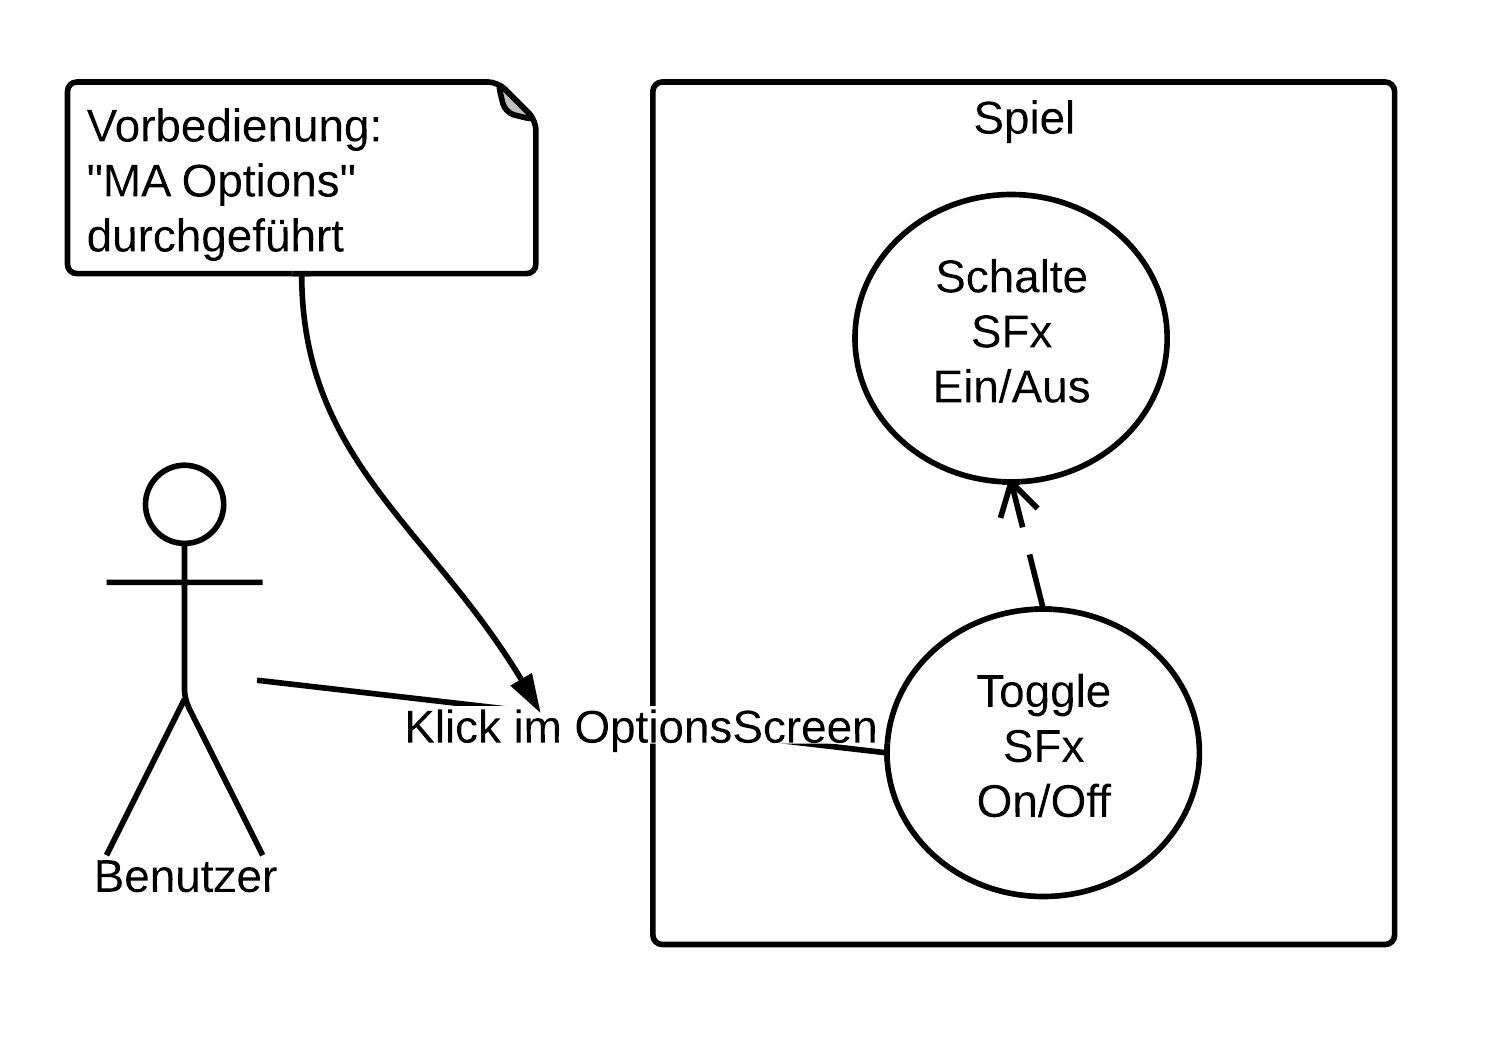 Vorbedienung:
"MA Options"
durchgeführt
Spiel
Schalte
SFx
Ein/Aus
Klick im OptionsScreen
Toggle
SFx
On/Off
Benutzer